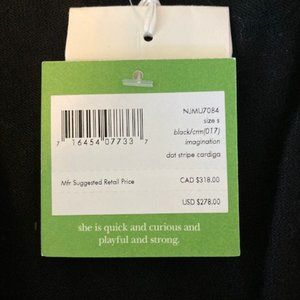 NJMU7084
size s
black/crm(017)
imagination
dot stripe cardiga
7 16454 07733 7
Mfr Suggested Retail Price
CAD $318.00
USD $278.00
she is quick and curious and
playful and strong.